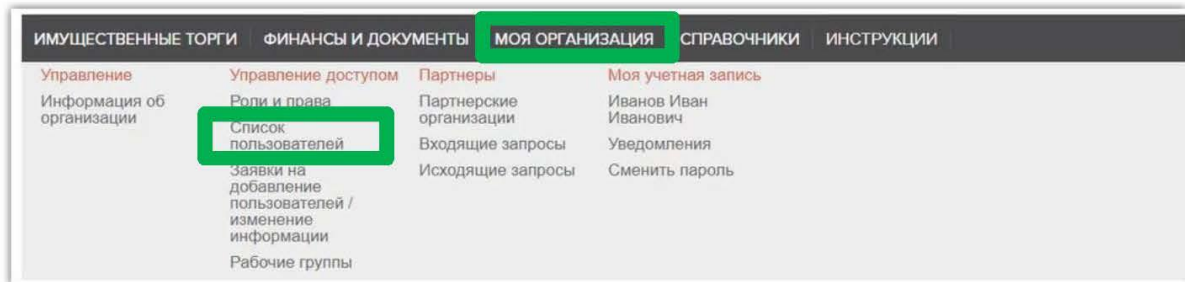 ИМУЩЕСТВЕННЫЕ ТОРГИ ФИНАНСЫ И ДОКУМЕНТЫ МОЯ ОРГАНИЗАЦИЯ СПРАВОЧНИКИ ИНСТРУКЦИИ
Управление
Информация об
организации
Управление доступом
Роли и права
Список
пользователей
Заявки на
добавление
пользователей /
изменение
информации
Рабочие группы
Партнеры
Партнерские
организации
Входящие запросы
Исходящие запросы
Моя учетная запись
Иванов Иван
Иванович
Уведомления
Сменить пароль